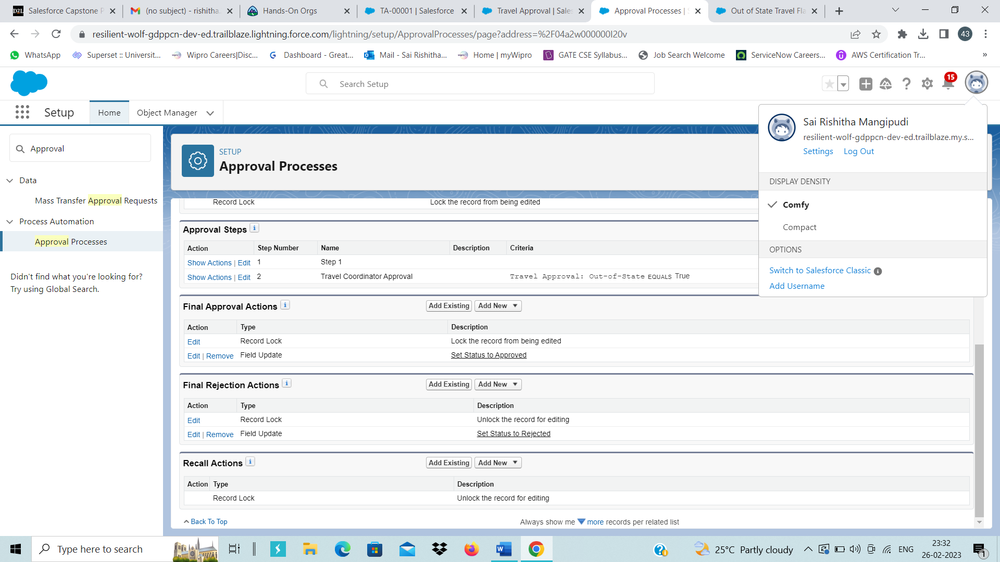 D2L Salesforce Capstone P
(no subject) - rishitha.
Hands-On Orgs
TA-00001 | Salesforce
Travel Approval | Sales
Approval Processes |
Out of State Travel Fla
resilient-wolf-gdppcn-dev-ed.trailblaze.lightning.force.com/lightning/setup/ApprovalProcesses/page?address=%2F04a2w000000I20v
43
WhatsApp
Superset :: Universit...
Wipro Careers|Disc...
Dashboard - Great...
Mail - Sai Rishitha...
Home | myWipro
GATE CSE Syllabus...
Job Search Welcome
ServiceNow Careers...
AWS Certification Tr...
»
Search Setup
15
Setup
Home
Object Manager
Approval
Data
Mass Transfer Approval Requests
Process Automation
Approval Processes
Didn't find what you're looking for?
Try using Global Search.
SETUP
Approval Processes
Record Lock Lock the record from being edited
Approval Steps i
Action Step Number Name Description Criteria
Show Actions | Edit 1 Step 1
Show Actions | Edit 2 Travel Coordinator Approval Travel Approval: Out-of-State EQUALS True
Final Approval Actions i Add Existing Add New
Action Type Description
Edit Record Lock Lock the record from being edited
Edit | Remove Field Update Set Status to Approved
Final Rejection Actions i Add Existing Add New
Action Type Description
Edit Record Lock Unlock the record for editing
Edit | Remove Field Update Set Status to Rejected
Recall Actions i Add Existing Add New
Action Type Description
Record Lock Unlock the record for editing
Back To Top
Always show me more records per related list
Sai Rishitha Mangipudi
resilient-wolf-gdppcn-dev-ed.trailblaze.my.s...
Settings Log Out
DISPLAY DENSITY
Comfy
Compact
OPTIONS
Switch to Salesforce Classic i
Add Username
Type here to search
25°C Partly cloudy
ENG
23:32
26-02-2023
1